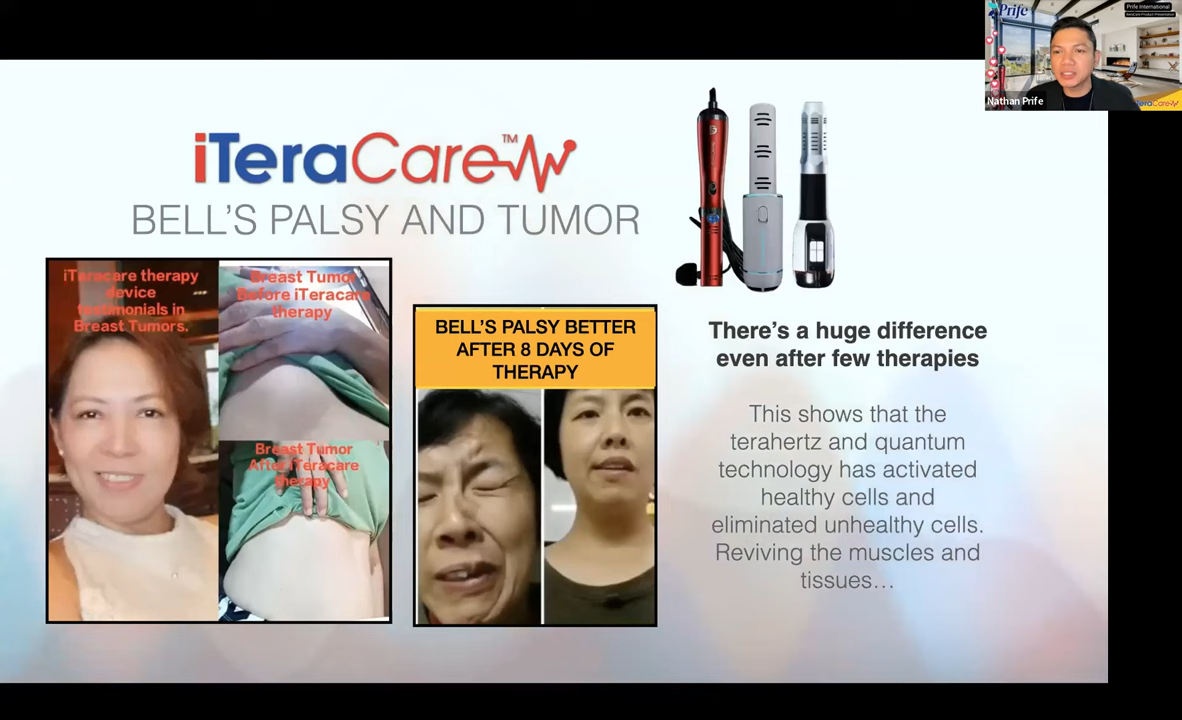 Prife
Prife International
iTeraCare Product Presentation
Nathan Prife
iTeraCare
iTeraCare™
BELL'S PALSY AND TUMOR
iTeracare therapy
device
testimonials in
Breast Tumors.
Breast Tumor
Before iTeracare
therapy
Breast Tumor
After iTeracare
therapy
BELL'S PALSY BETTER
AFTER 8 DAYS OF
THERAPY
There's a huge difference
even after few therapies
This shows that the
terahertz and quantum
technology has activated
healthy cells and
eliminated unhealthy cells.
Reviving the muscles and
tissues...